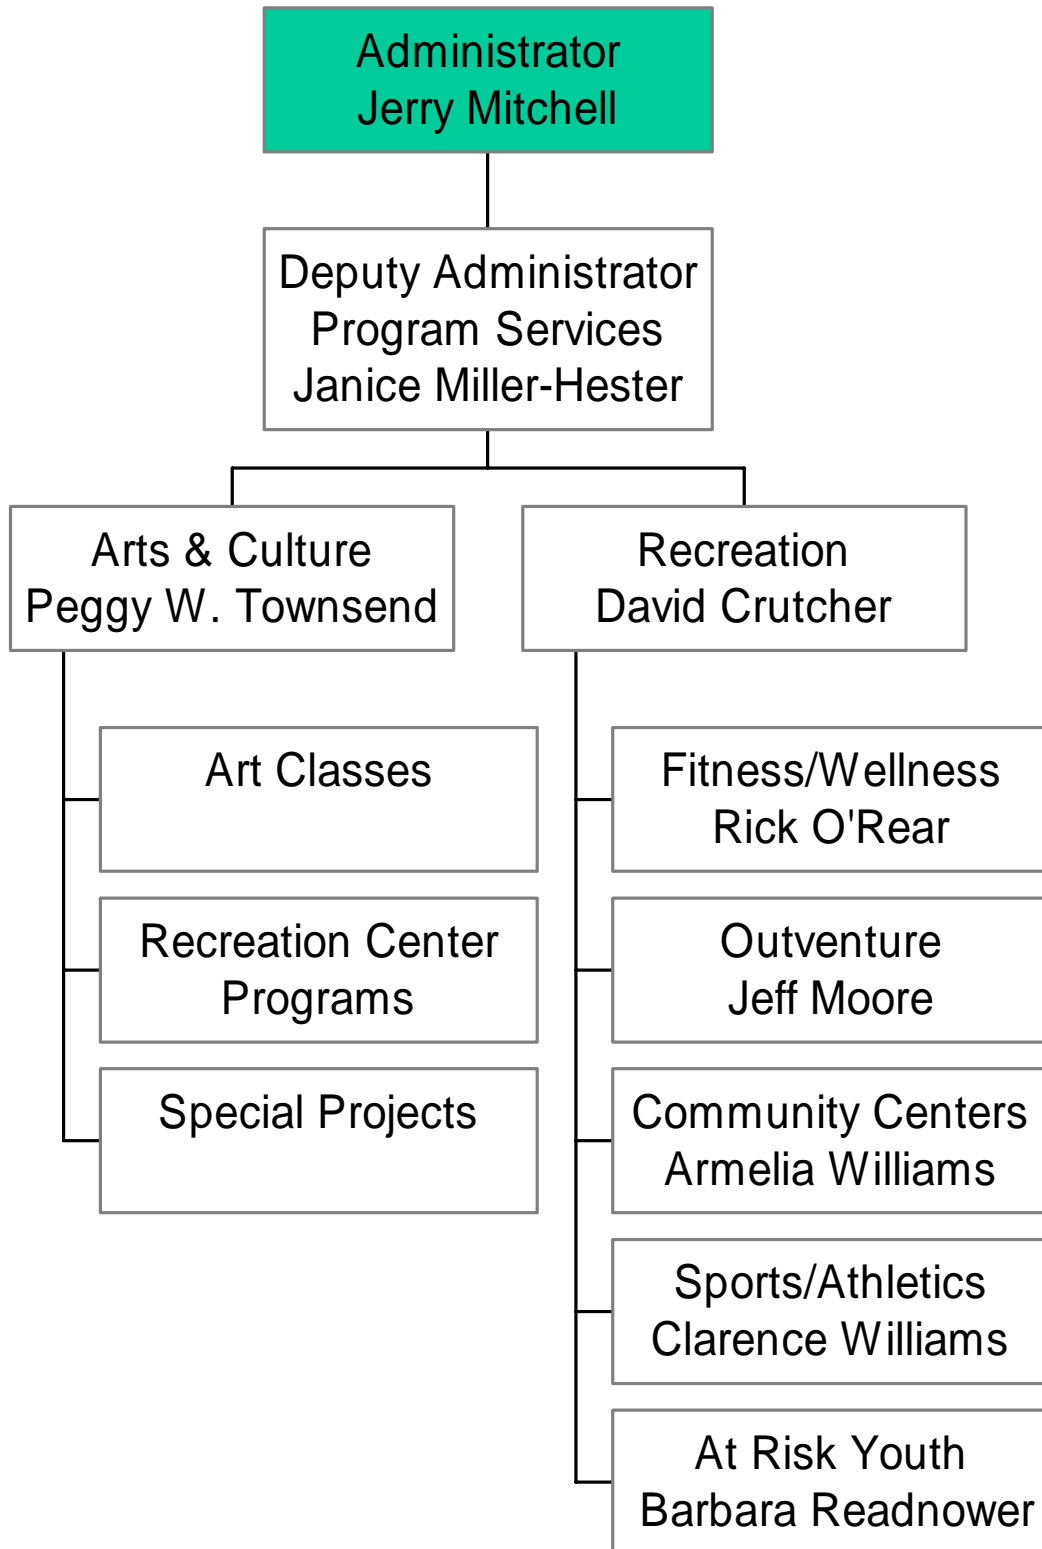 Administrator
Jerry Mitchell
Deputy Administrator
Program Services
Janice Miller-Hester
Arts & Culture
Peggy W. Townsend
Art Classes
Recreation Center
Programs
Special Projects
Recreation
David Crutcher
Fitness/Wellness
Rick O'Rear
Outventure
Jeff Moore
Community Centers
Armelia Williams
Sports/Athletics
Clarence Williams
At Risk Youth
Barbara Readnower